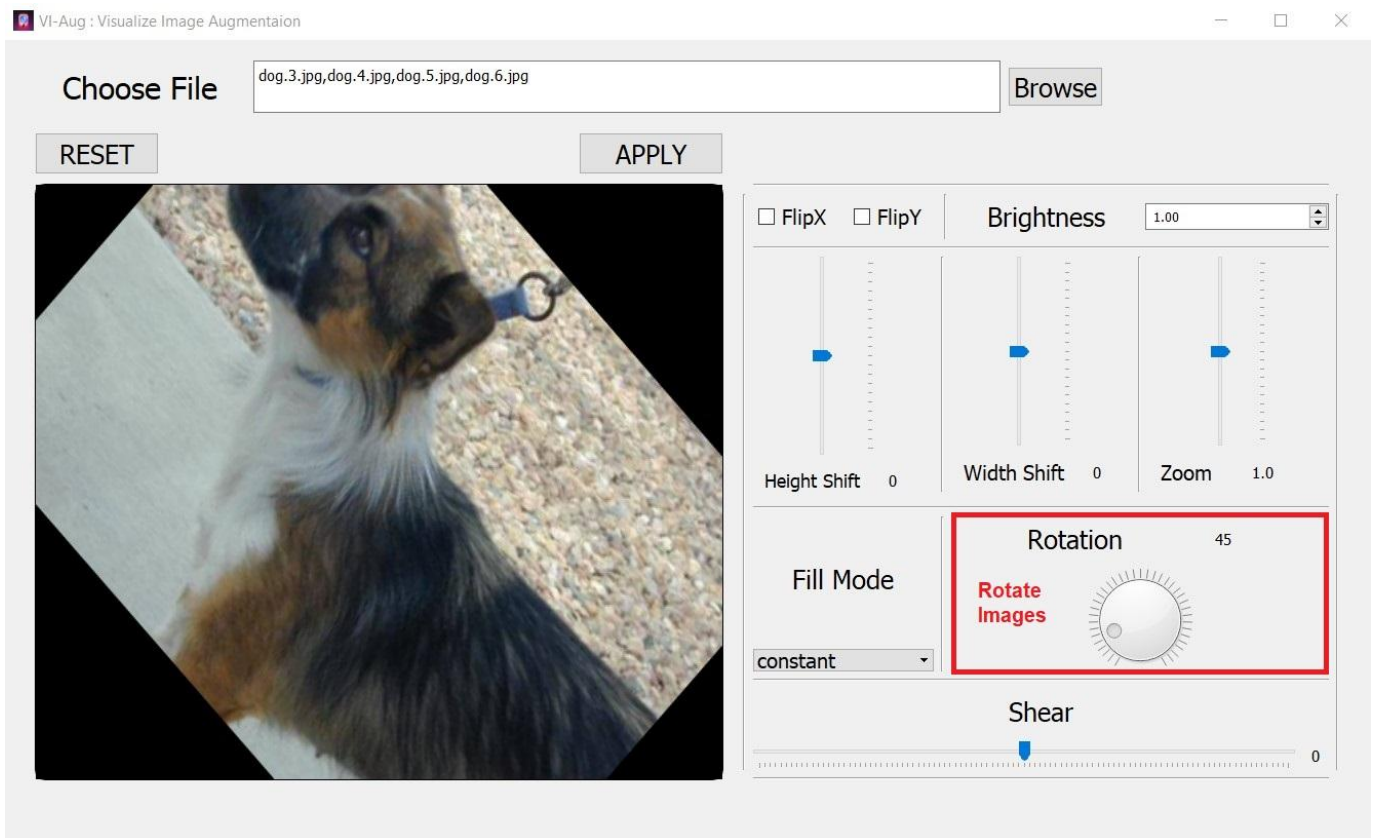 VI-Aug : Visualize Image Augmentaion
Choose File
dog.3.jpg,dog.4.jpg,dog.5.jpg,dog.6.jpg
Browse
RESET
APPLY
FlipX
FlipY
Brightness
1.00
Height Shift
0
Width Shift
0
Zoom
1.0
Fill Mode
constant
Rotation
45
Rotate
Images
Shear
0